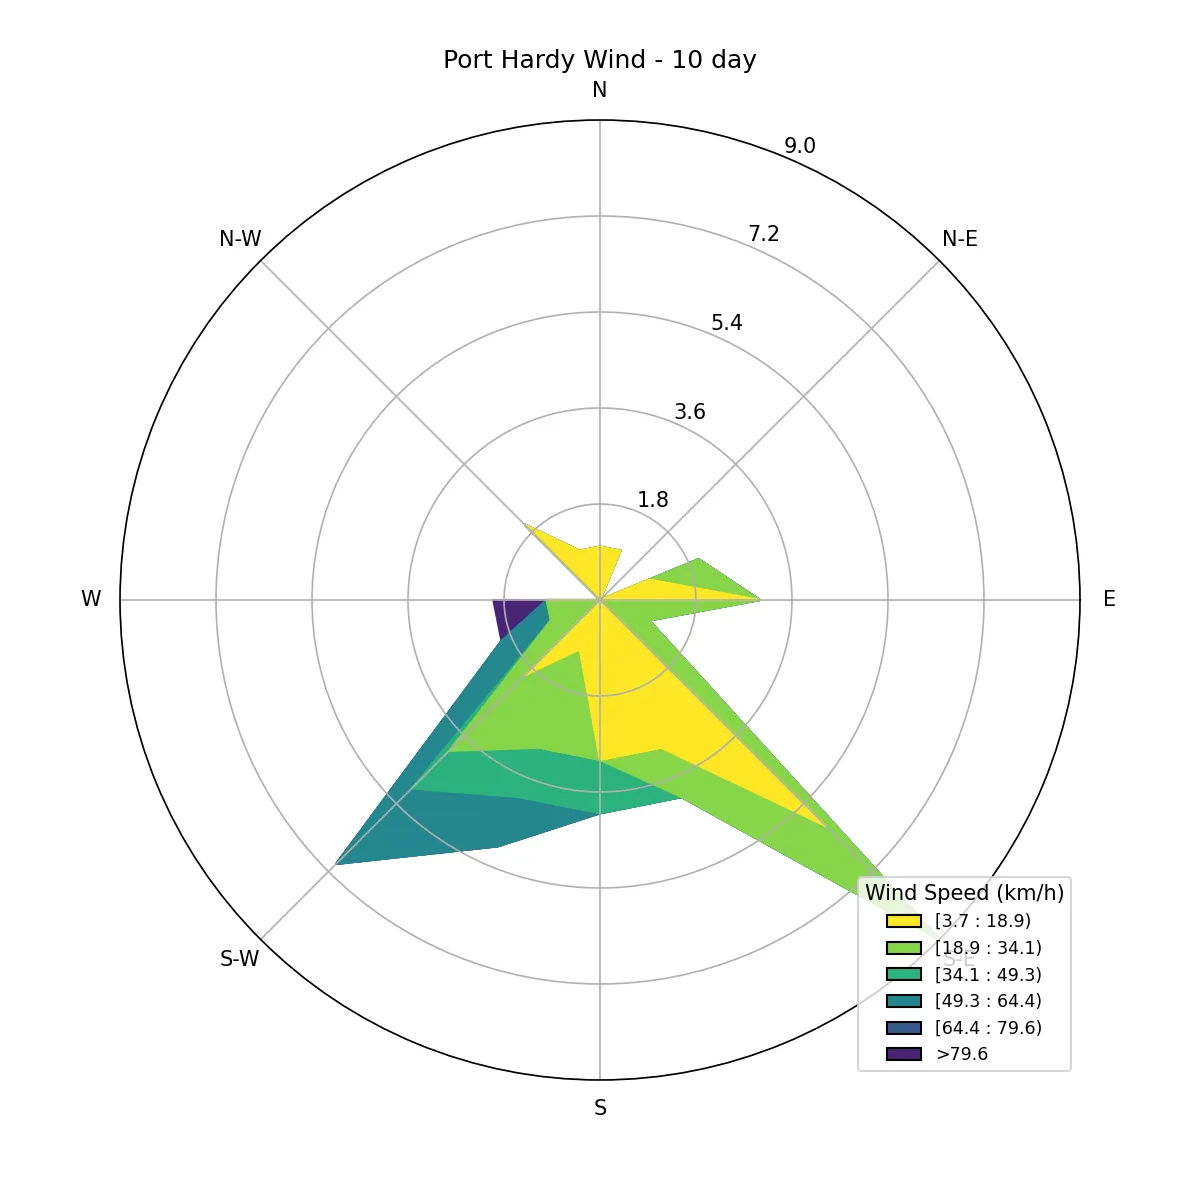 Port Hardy Wind - 10 day
N
9.0
N-W
7.2
N-E
5.4
3.6
1.8
W
E
Wind Speed (km/h)
[3.7 : 18.9)
[18.9 : 34.1)
S-W
S-E
[34.1 : 49.3)
[49.3 : 64.4)
[64.4 : 79.6)
>79.6
S